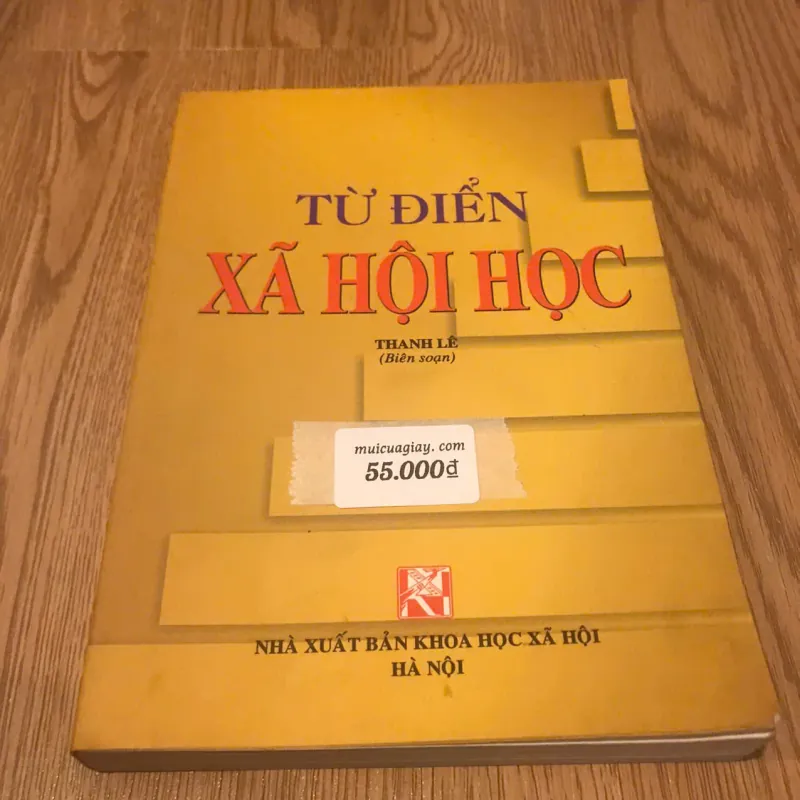 TỪ ĐIỂN
XÃ HỘI HỌC
THANH LÊ
(Biên soạn)
muicuagiay. com
55.000₫
NHÀ XUẤT BẢN KHOA HỌC XÃ HỘI
HÀ NỘI